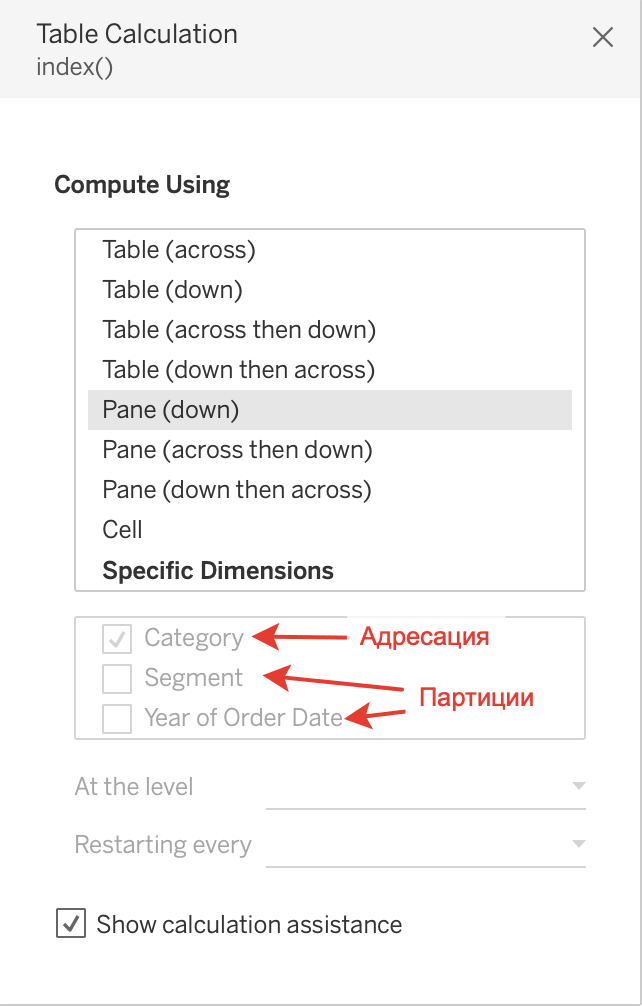 Table Calculation
index()
Compute Using
Table (across)
Table (down)
Table (across then down)
Table (down then across)
Pane (down)
Pane (across then down)
Pane (down then across)
Cell
Specific Dimensions
Category Адресация
Segment
Партиции
Year of Order Date
At the level
Restarting every
Show calculation assistance